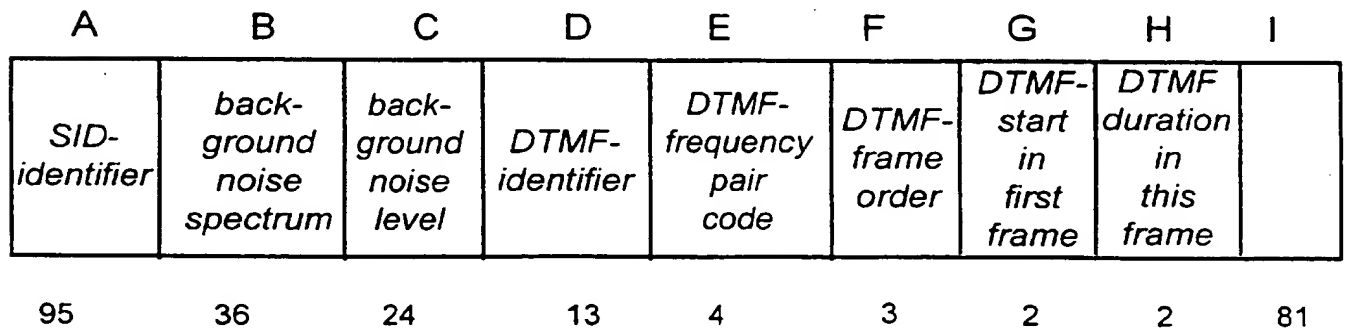 A B C D E F G H I
SID-
identifier
back-
ground
noise
spectrum
back-
ground
noise
level
DTMF-
identifier
DTMF-
frequency
pair
code
DTMF-
frame
order
DTMF-
start
in
first
frame
DTMF
duration
in
this
frame
95 36 24 13 4 3 2 2 81